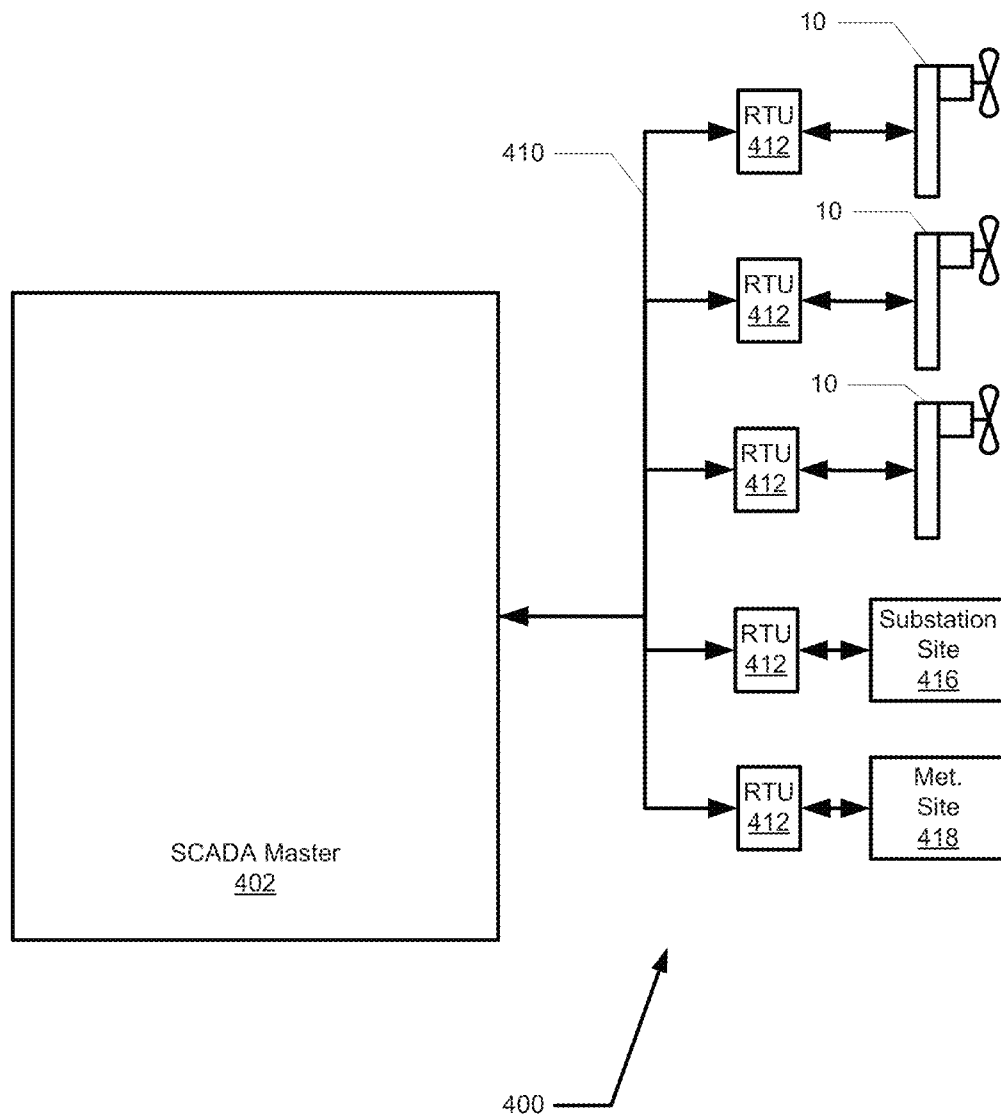 10
RTU
412
410
10
RTU
412
10
RTU
412
RTU
412
Substation
Site
416
RTU
412
Met.
Site
418
SCADA Master
402
400